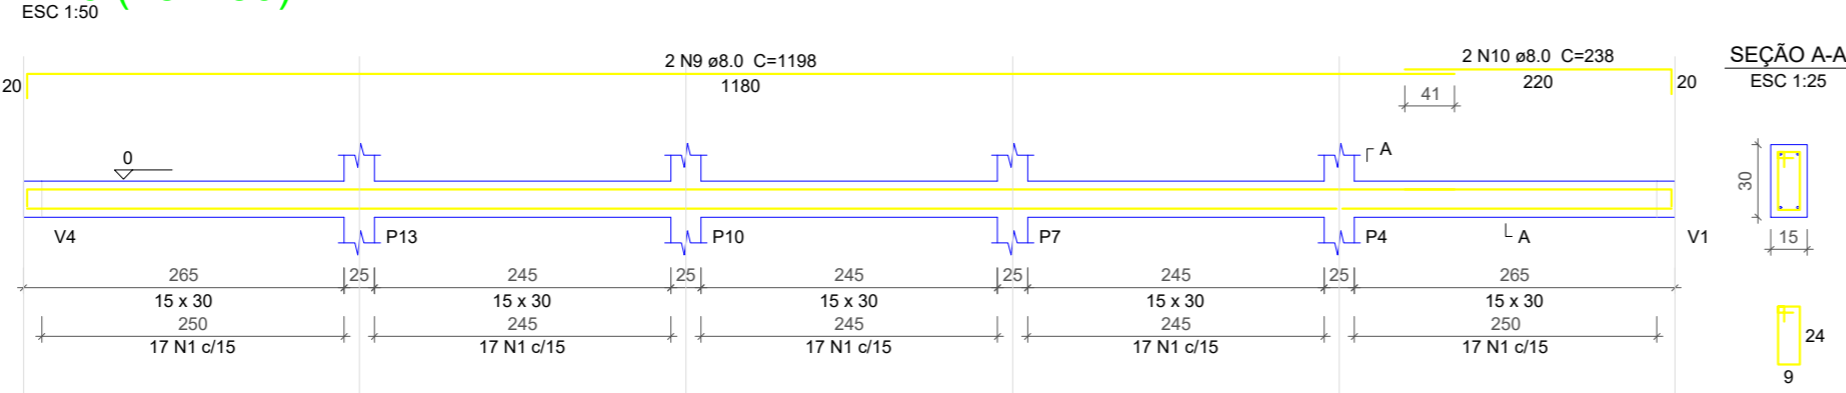 ESC 1:50
2 N9 ø8.0 C=1198
2 N10 ø8.0 C=238
SEÇÃO A-A
20
1180
220
20
ESC 1:25
41
0
A
30
V4
P13
P10
P7
P4
A
V1
15
265
25
245
25
245
25
245
25
265
15 x 30
15 x 30
15 x 30
15 x 30
15 x 30
250
245
245
245
250
17 N1 c/15
17 N1 c/15
17 N1 c/15
17 N1 c/15
17 N1 c/15
24
9